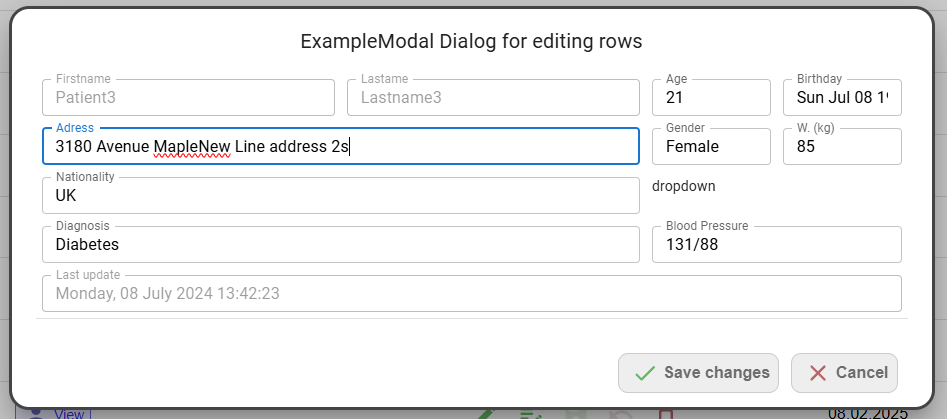 ExampleModal Dialog for editing rows
Firstname Lastame Age Birthday
Patient3 Lastname3 21 Sun Jul 08
Adress Gender W. (kg)
3180 Avenue MapleNew Line address 2s Female 85
Nationality
UK dropdown
Diagnosis Blood Pressure
Diabetes 131/88
Last update
Monday, 08 July 2024 13:42:23
Save changes Cancel
View 08.02.2025